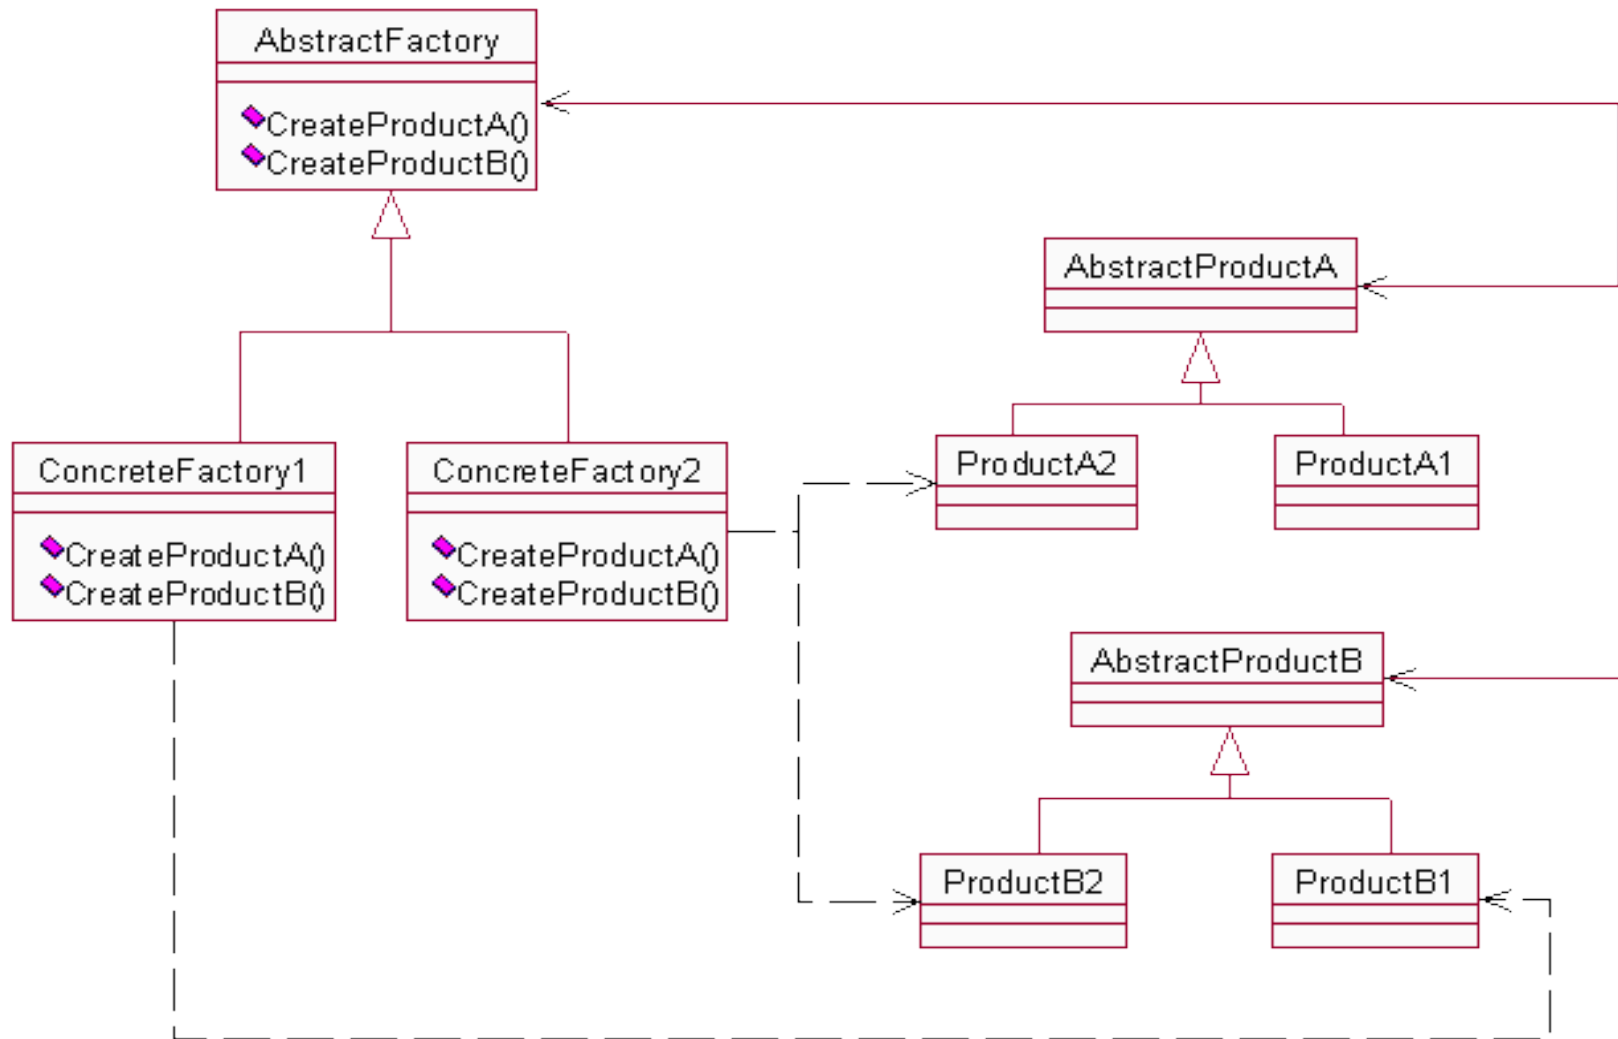 AbstractFactory
CreateProductA()
CreateProductB()
AbstractProductA
ConcreteFactory1
CreateProductA()
CreateProductB()
ConcreteFactory2
CreateProductA()
CreateProductB()
ProductA2
ProductA1
AbstractProductB
ProductB2
ProductB1